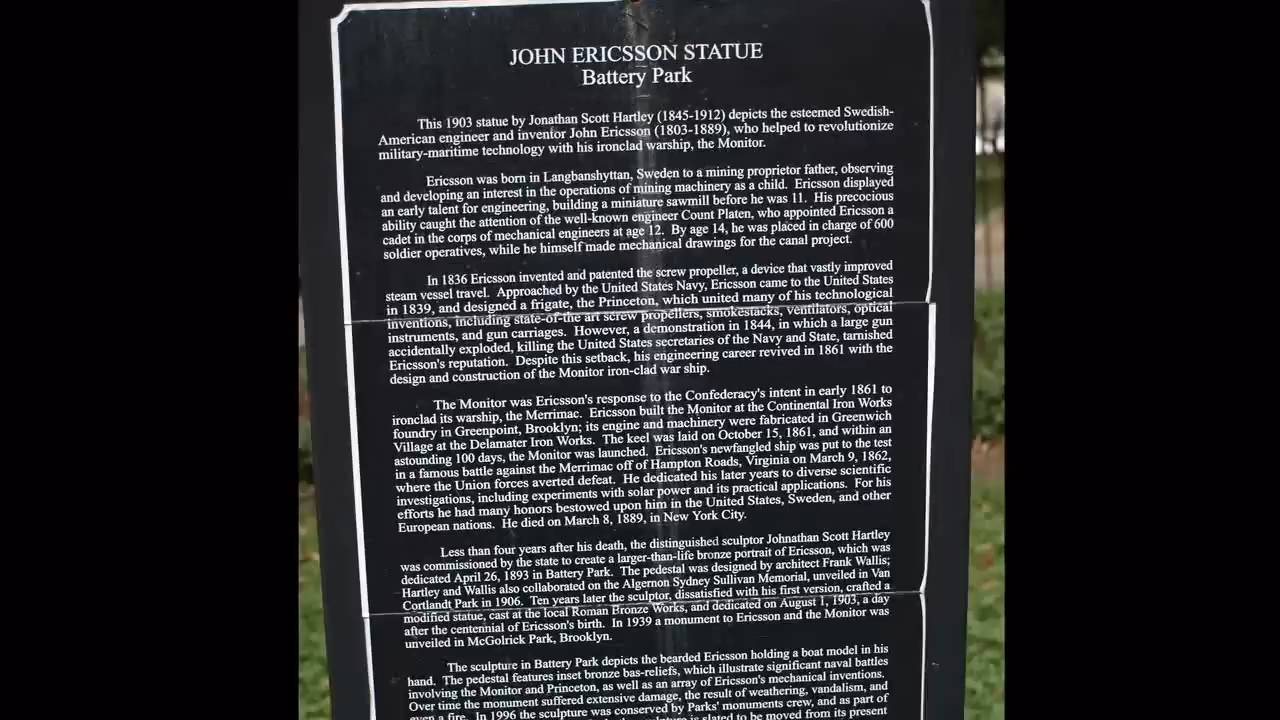 JOHN ERICSSON STATUE
Battery Park
This 1903 statue by Jonathan Scott Hartley (1845-1912) depicts the esteemed Swedish-
American engineer and inventor John Ericsson (1803-1889), who helped to revolutionize
military-maritime technology with his ironclad warship, the Monitor.
Ericsson was born in Langbanshyttan, Sweden to a mining proprietor father, observing
and developing an interest in the operations of mining machinery as a child. Ericsson displayed
an early talent for engineering, building a miniature sawmill before he was 11. His precocious
ability caught the attention of the well-known engineer Count Platen, who appointed Ericsson a
cadet in the corps of mechanical engineers at age 12. By age 14, he was placed in charge of 600
soldier operatives, while he himself made mechanical drawings for the canal project.
In 1836 Ericsson invented and patented the screw propeller, a device that vastly improved
steam vessel travel. Approached by the United States Navy, Ericsson came to the United States
in 1839, and designed a frigate, the Princeton, which united many of his technological
inventions, including state-of-the art screw propellers, smokestacks, ventilators, optical
instruments, and gun carriages. However, a demonstration in 1844, in which a large gun
accidentally exploded, killing the United States secretaries of the Navy and State, tarnished
Ericsson's reputation. Despite this setback, his engineering career revived in 1861 with the
design and construction of the Monitor iron-clad war ship.
The Monitor was Ericsson's response to the Confederacy's intent in early 1861 to
ironclad its warship, the Merrimac. Ericsson built the Monitor at the Continental Iron Works
foundry in Greenpoint, Brooklyn; its engine and machinery were fabricated in Greenwich
Village at the Delamater Iron Works. The keel was laid on October 15, 1861, and within an
astounding 100 days, the Monitor was launched. Ericsson's newfangled ship was put to the test
in a famous battle against the Merrimac off of Hampton Roads, Virginia on March 9, 1862,
where the Union forces averted defeat. He dedicated his later years to diverse scientific
investigations, including experiments with solar power and its practical applications. For his
efforts he had many honors bestowed upon him in the United States, Sweden, and other
European nations. He died on March 8, 1889, in New York City.
Less than four years after his death, the distinguished sculptor Johnathan Scott Hartley
was commissioned by the state to create a larger-than-life bronze portrait of Ericsson, which was
dedicated April 26, 1893 in Battery Park. The pedestal was designed by architect Frank Wallis;
Hartley and Wallis also collaborated on the Algernon Sydney Sullivan Memorial, unveiled in Van
Cortlandt Park in 1906. Ten years later the sculptor, dissatisfied with his first version, crafted a
modified statue, cast at the local Roman Bronze Works, and dedicated on August 1, 1903, a day
after the centennial of Ericsson's birth. In 1939 a monument to Ericsson and the Monitor was
unveiled in McGolrick Park, Brooklyn.
The sculpture in Battery Park depicts the bearded Ericsson holding a boat model in his
hand. The pedestal features inset bronze bas-reliefs, which illustrate significant naval battles
involving the Monitor and Princeton, as well as an array of Ericsson's mechanical inventions.
Over time the monument suffered extensive damage, the result of weathering, vandalism, and
even a fire. In 1996 the sculpture was conserved by Parks' monuments crew, and as part of
sculpture is slated to be moved from its present